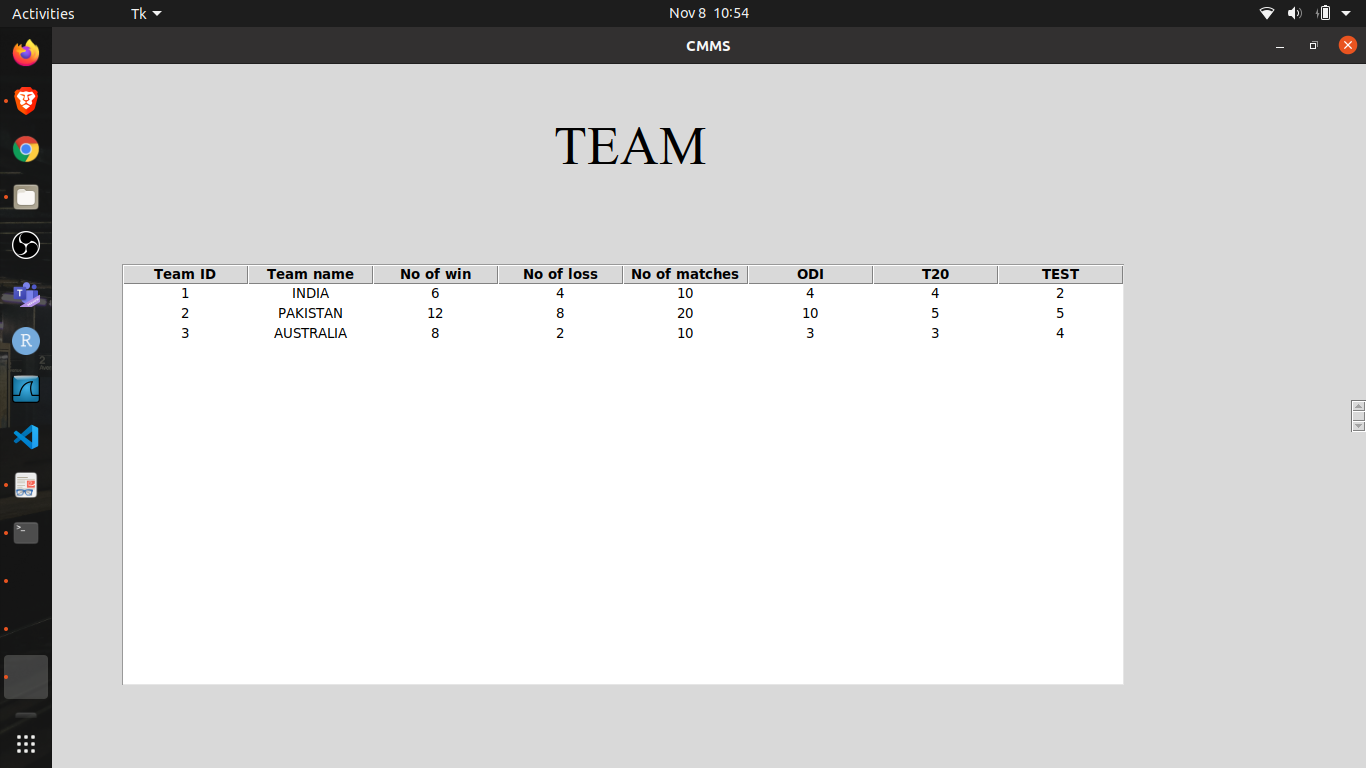 Activities Tk Nov 8 10:54
CMMS
TEAM
Team ID Team name No of win No of loss No of matches ODI T20 TEST
1 INDIA 6 4 10 4 4 2
2 PAKISTAN 12 8 20 10 5 5
3 AUSTRALIA 8 2 10 3 3 4